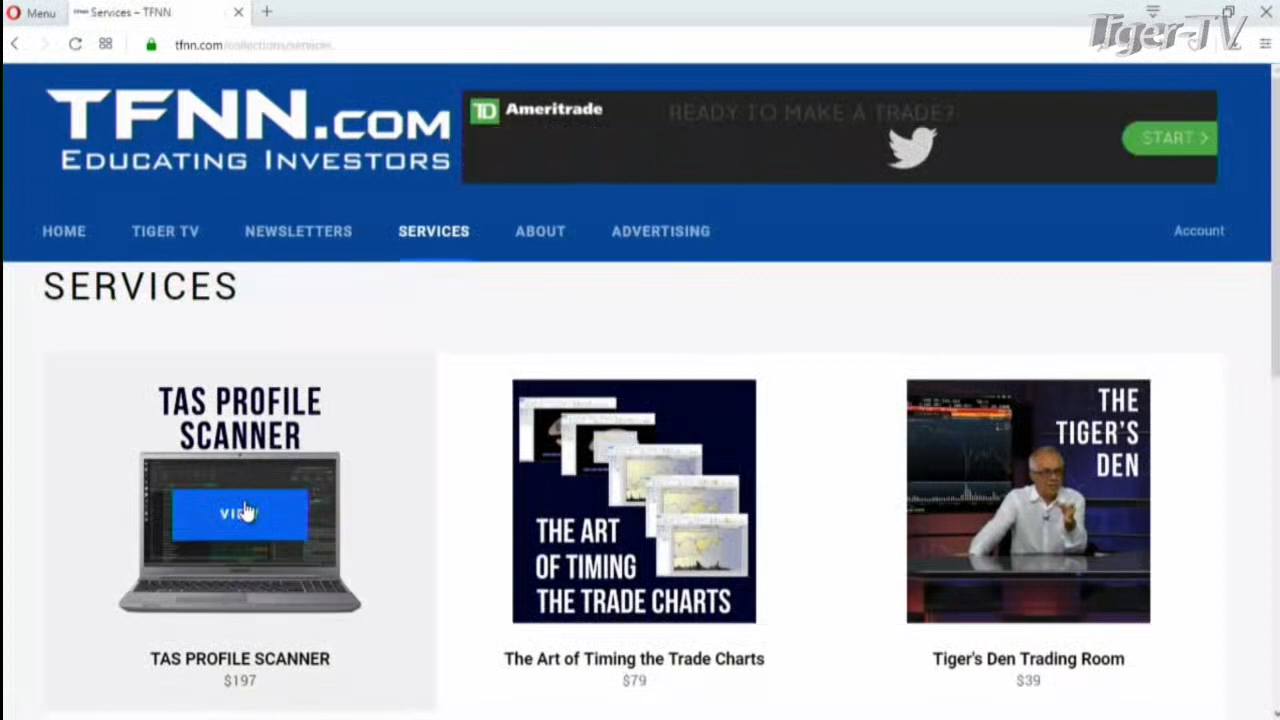 Menu
Services – TFNN
Tiger-TV
tfnn.com/collections/services
TFNN.COM
EDUCATING INVESTORS
TD Ameritrade
READY TO MAKE A TRADE?
START >
HOME TIGER TV NEWSLETTERS SERVICES ABOUT ADVERTISING Account
SERVICES
TAS PROFILE
SCANNER
VIEW
THE ART
OF TIMING
THE TRADE CHARTS
THE
TIGER'S
DEN
TAS PROFILE SCANNER
$197
The Art of Timing the Trade Charts
$79
Tiger's Den Trading Room
$39